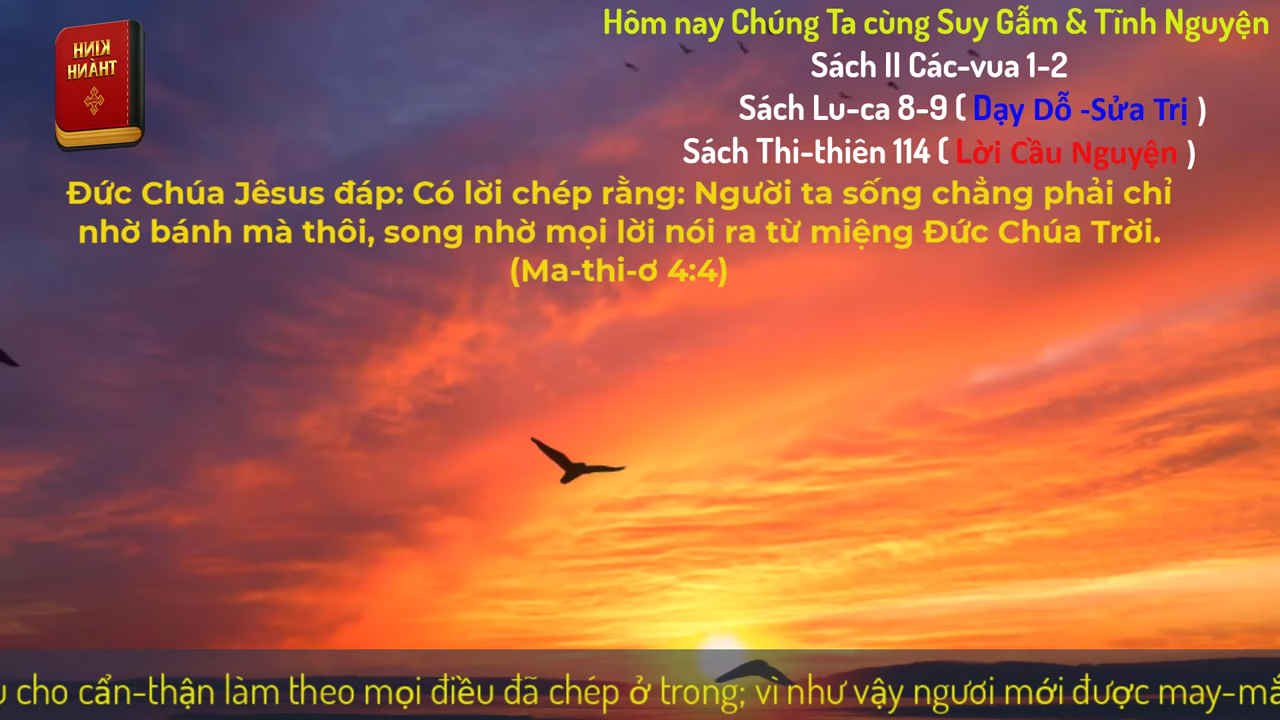 Hôm nay Chúng Ta cùng Suy Gẫm & Tĩnh Nguyện
KINH
THÀNH
Sách II Các-vua 1-2
Sách Lu-ca 8-9 ( Dạy Dỗ -Sửa Trị )
Sách Thi-thiên 114 ( Lời Cầu Nguyện )
Đức Chúa Jêsus đáp: Có lời chép rằng: Người ta sống chẳng phải chỉ
nhờ bánh mà thôi, song nhờ mọi lời nói ra từ miệng Đức Chúa Trời.
(Ma-thi-ơ 4:4)
cho cẩn-thận làm theo mọi điều đã chép ở trong; vì như vậy ngươi mới được